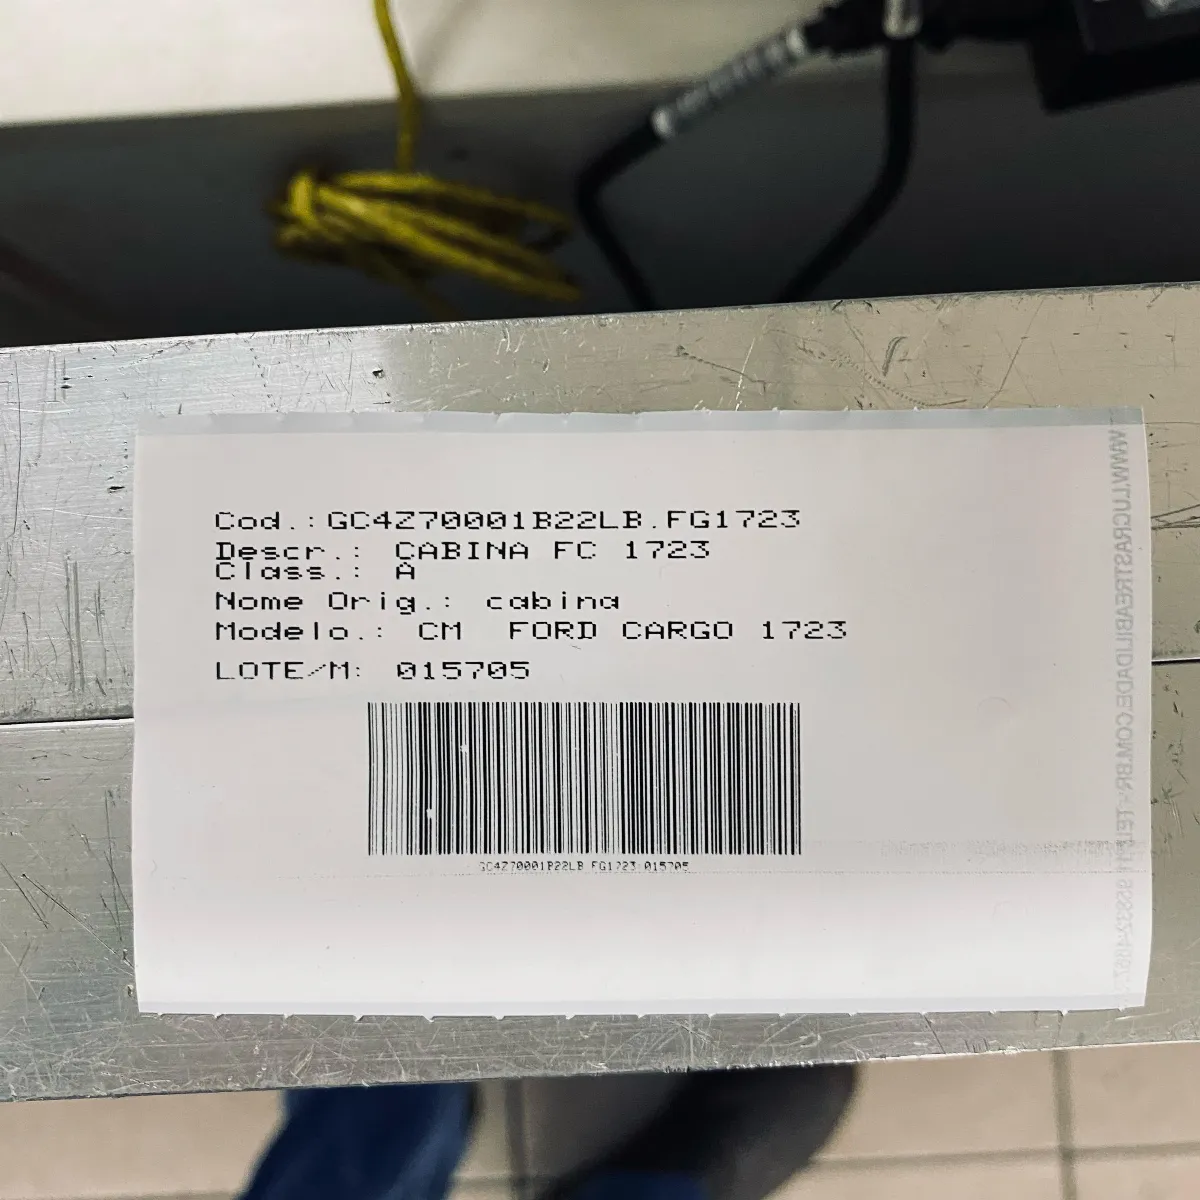 Cod.:GC4Z70001B22LB.FG1723
Descr.: CABINA FC 1723
Class.: A
Nome Orig.: cabina
Modelo.: CM FORD CARGO 1723
LOTE/M: 015705
GC4Z70001B22LB FG1723 015705